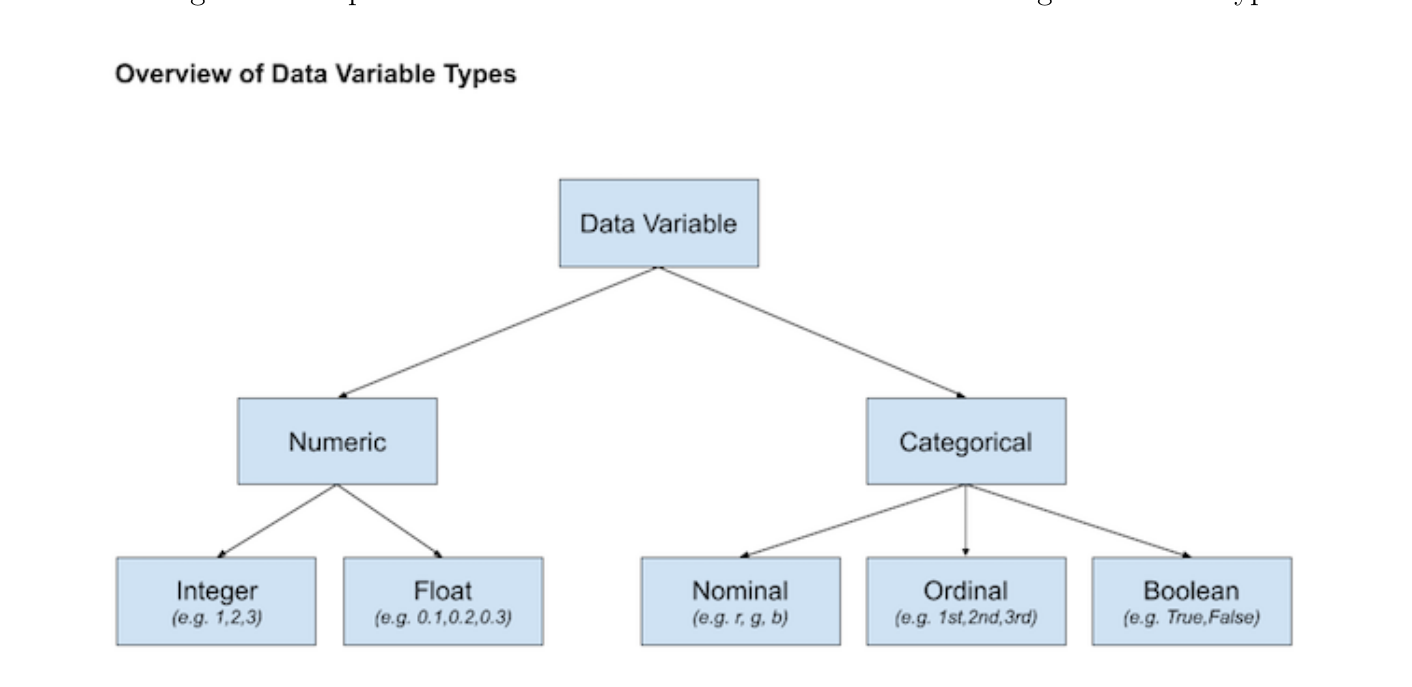 Overview of Data Variable Types
Data Variable
Numeric
Categorical
Integer
(e.g. 1,2,3)
Float
(e.g. 0.1,0.2,0.3)
Nominal
(e.g. r, g, b)
Ordinal
(e.g. 1st,2nd,3rd)
Boolean
(e.g. True,False)